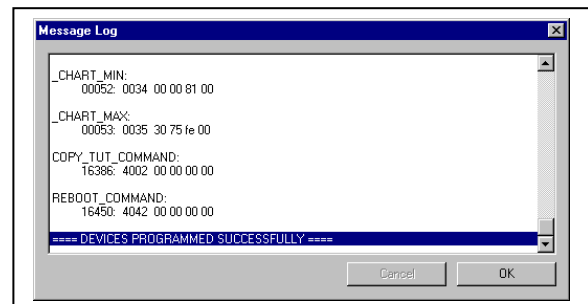 Message Log
_CHART_MIN:
00052: 0034 00 00 81 00
_CHART_MAX:
00053: 0035 30 75 fe 00
COPY_TUT_COMMAND:
16386: 4002 00 00 00 00
REBOOT_COMMAND:
16450: 4042 00 00 00 00
==== DEVICES PROGRAMMED SUCCESSFULLY ====
Cancel OK